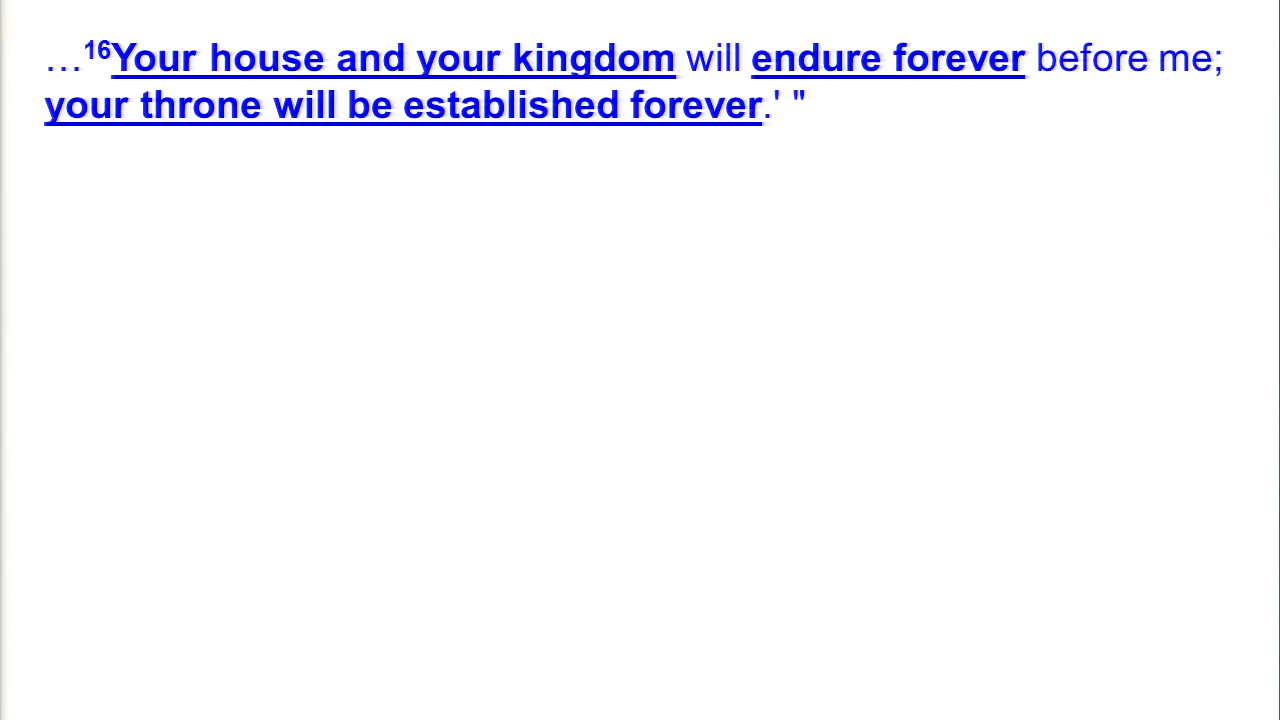 …16Your house and your kingdom will endure forever before me;
your throne will be established forever.' "